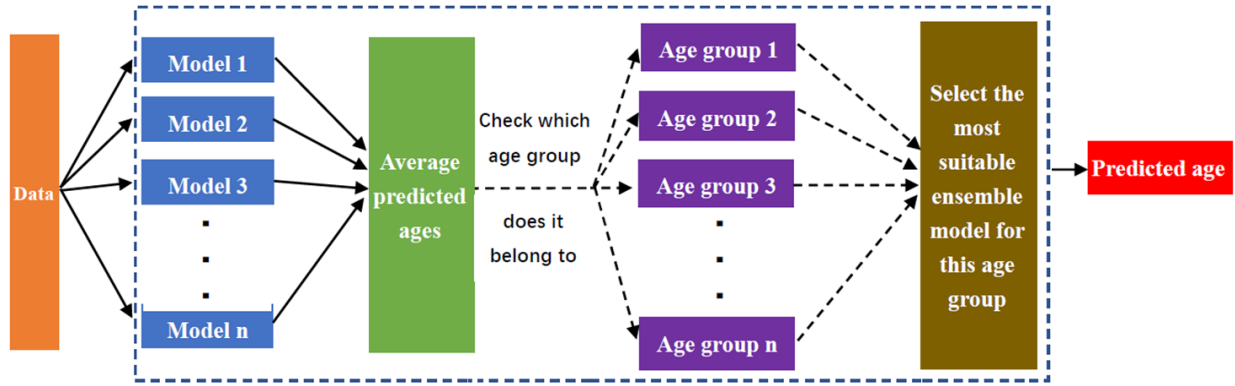 Data
Model 1
Model 2
Model 3
Model n
Average
predicted
ages
Check which
age group
does it
belong to
Age group 1
Age group 2
Age group 3
Age group n
Select the
most
suitable
ensemble
model for
this age
group
Predicted age